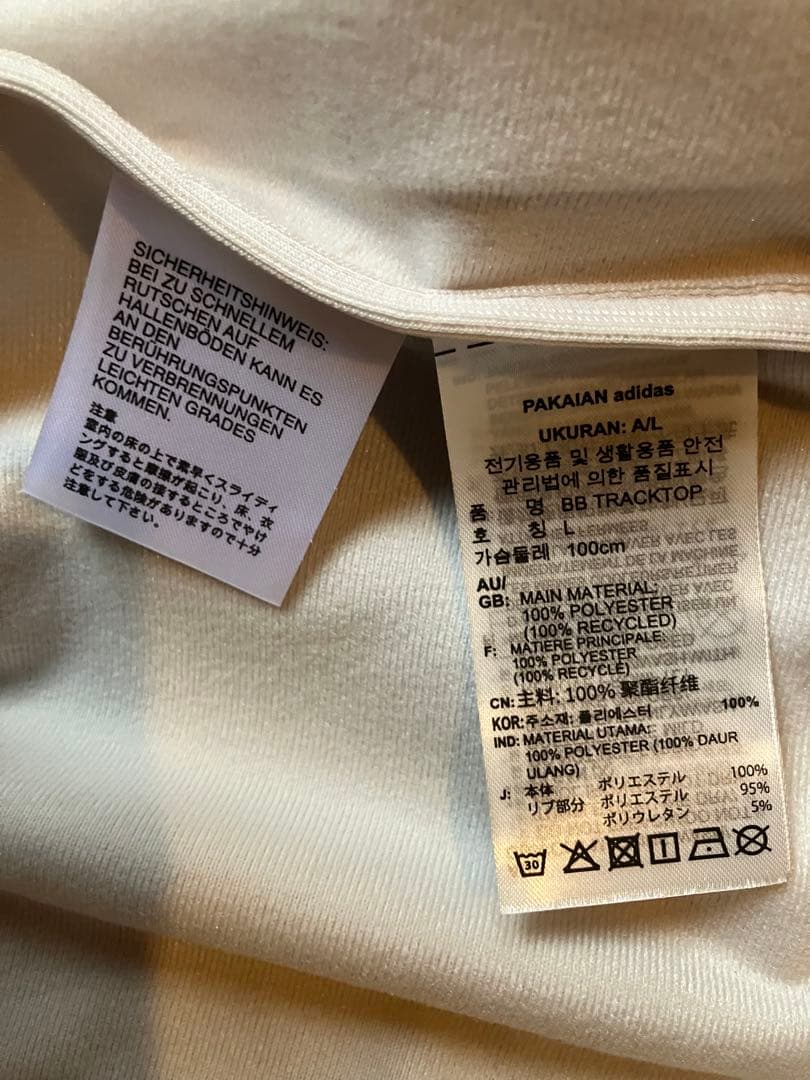 SICHERHEITSHINWEIS:
BEI ZU SCHNELLEM
RUTSCHEN AUF
HALLENBÖDEN KANN ES
AN DEN
BERÜHRUNGSPUNKTEN
ZU VERBRENNUNGEN
LEICHTEN GRADES
KOMMEN.
注意
室内の床の上で素早くスライディ
ングすると摩擦が起こり、床、衣
服及び皮膚の接するところでやけ
どをする危険がありますので十分
注意して下さい。
PAKAIAN adidas
UKURAN: A/L
전기용품 및 생활용품 안전
관리법에 의한 품질표시
품 명 BB TRACKTOP
호 칭 L
가슴둘레 100cm
AU/
GB: MAIN MATERIAL:
100% POLYESTER
(100% RECYCLED)
F: MATIERE PRINCIPALE:
100% POLYESTER
(100% RECYCLÉ)
CN: 主料: 100% 聚酯纤维
KOR: 주소재: 폴리에스터 100%
IND: MATERIAL UTAMA:
100% POLYESTER (100% DAUR
ULANG)
J: 本体 ポリエステル 100%
リブ部分 ポリエステル 95%
ポリウレタン 5%
30